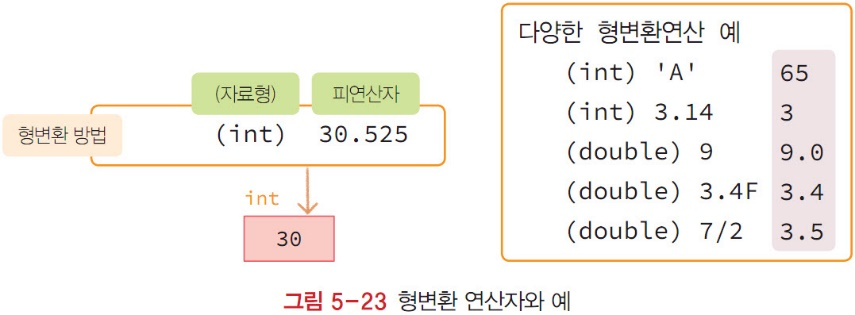 (자료형) 피연산자
형변환 방법 (int) 30.525
int
30
다양한 형변환연산 예
(int) 'A' 65
(int) 3.14 3
(double) 9 9.0
(double) 3.4F 3.4
(double) 7/2 3.5
그림 5-23 형변환 연산자와 예